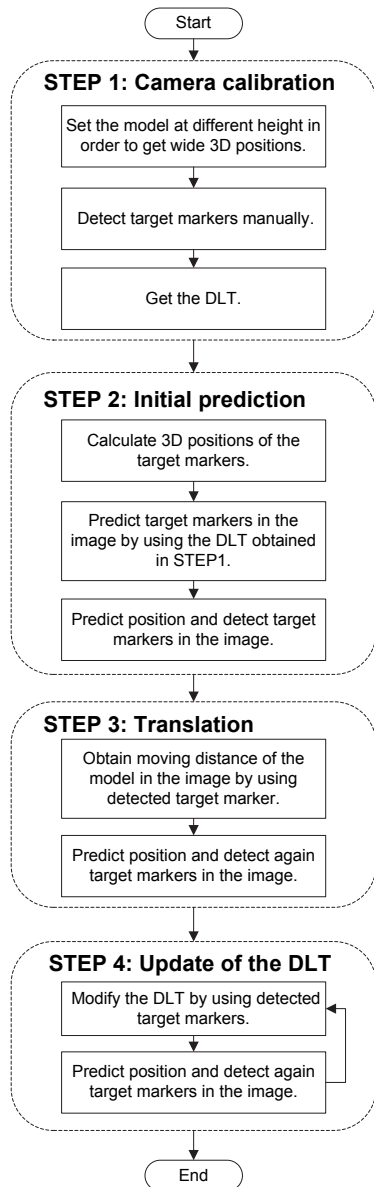 Start
STEP 1: Camera calibration
Set the model at different height in
order to get wide 3D positions.
Detect target markers manually.
Get the DLT.
STEP 2: Initial prediction
Calculate 3D positions of the
target markers.
Predict target markers in the
image by using the DLT obtained
in STEP1.
Predict position and detect target
markers in the image.
STEP 3: Translation
Obtain moving distance of the
model in the image by using
detected target marker.
Predict position and detect again
target markers in the image.
STEP 4: Update of the DLT
Modify the DLT by using detected
target markers.
Predict position and detect again
target markers in the image.
End